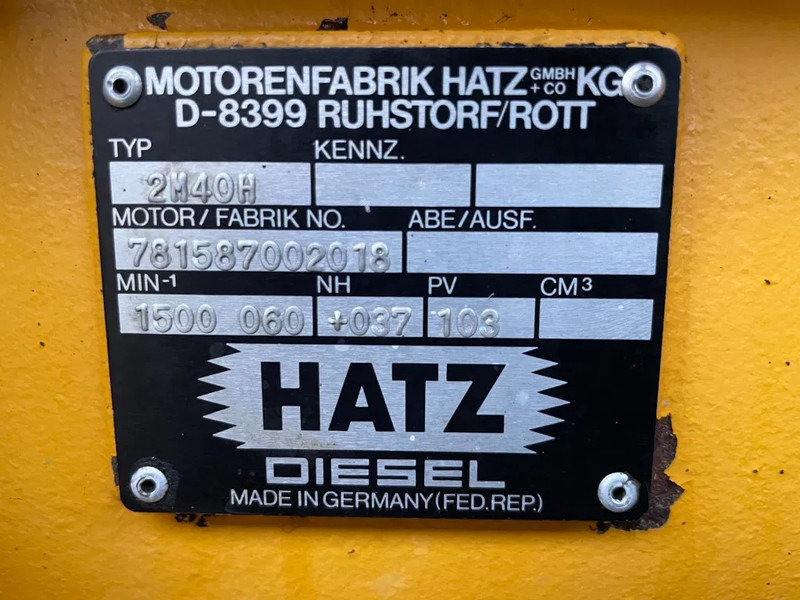 MOTORENFABRIK HATZ GMBH + CO KG
D-8399 RUHSTORF/ROTT
TYP KENNZ.
2M40H
MOTOR/FABRIK NO. ABE/AUSF.
781587002018
MIN-1 NH PV CM3
1500 060 +037 103
HATZ
DIESEL
MADE IN GERMANY (FED.REP.)